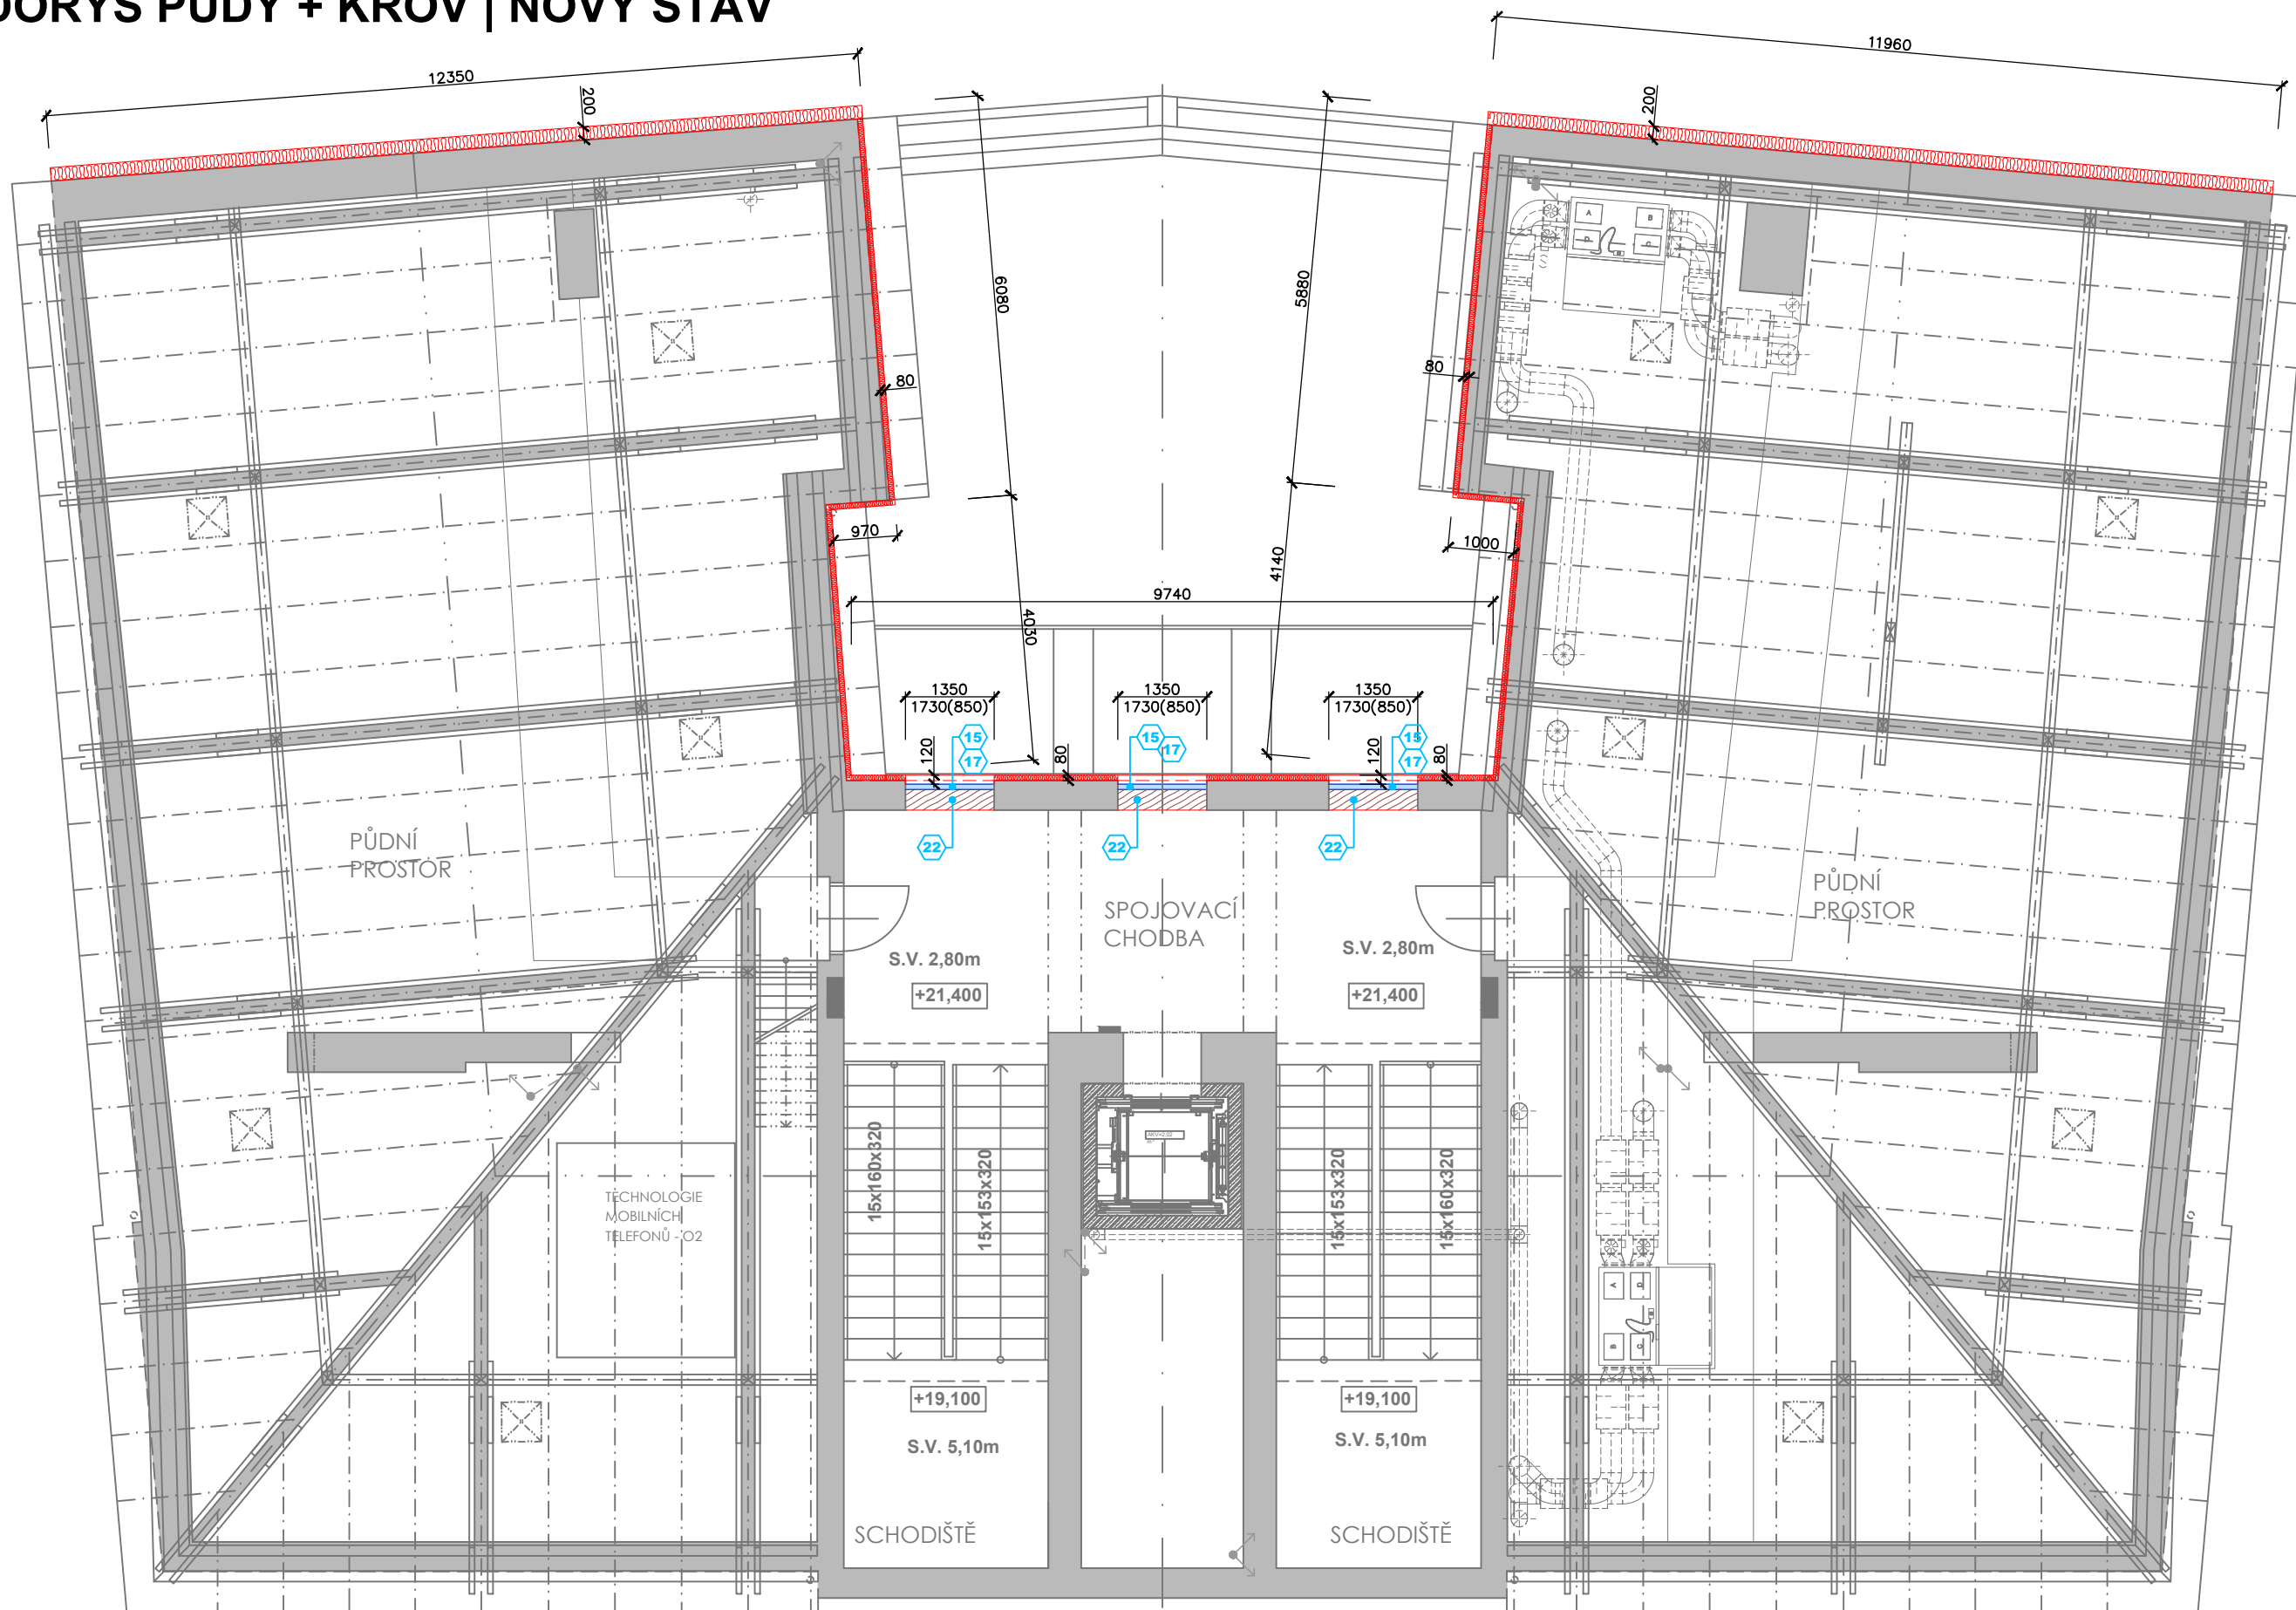 DORYS PŮDY + KROV | NOVÝ STAV
12350
11960
200
200
6080
5880
80
80
970
1000
4140
9740
4030
1350
1730(850)
1350
1730(850)
1350
1730(850)
15
17
15
17
15
17
120
80
120
80
22
22
22
PŮDNÍ
PROSTOR
PŮDNÍ
PROSTOR
SPOJOVACÍ
CHODBA
S.V. 2,80m
S.V. 2,80m
+21,400
+21,400
15x160x320
15x153x320
15x153x320
15x160x320
TECHNOLOGIE
MOBILNÍCH
TELEFONŮ - O2
+19,100
+19,100
S.V. 5,10m
S.V. 5,10m
SCHODIŠTĚ
SCHODIŠTĚ
A
B
A
D
B
C